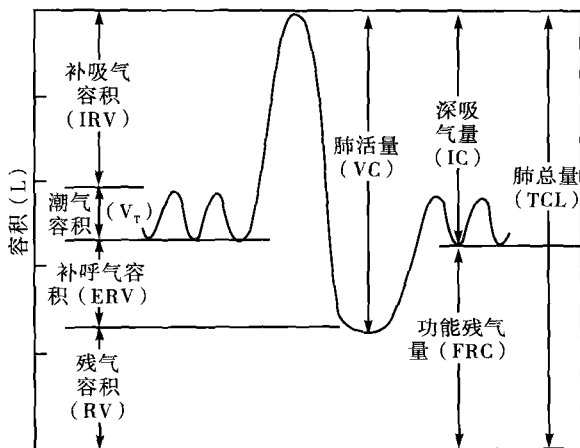 补吸气
容积
(IRV)
潮气
容积
(V_T)
补呼气容
积(ERV)
残气
容积
(RV)
容积(L)
肺活量
(VC)
深吸
气量
(IC)
功能残气
量(FRC)
肺总量
(TCL)